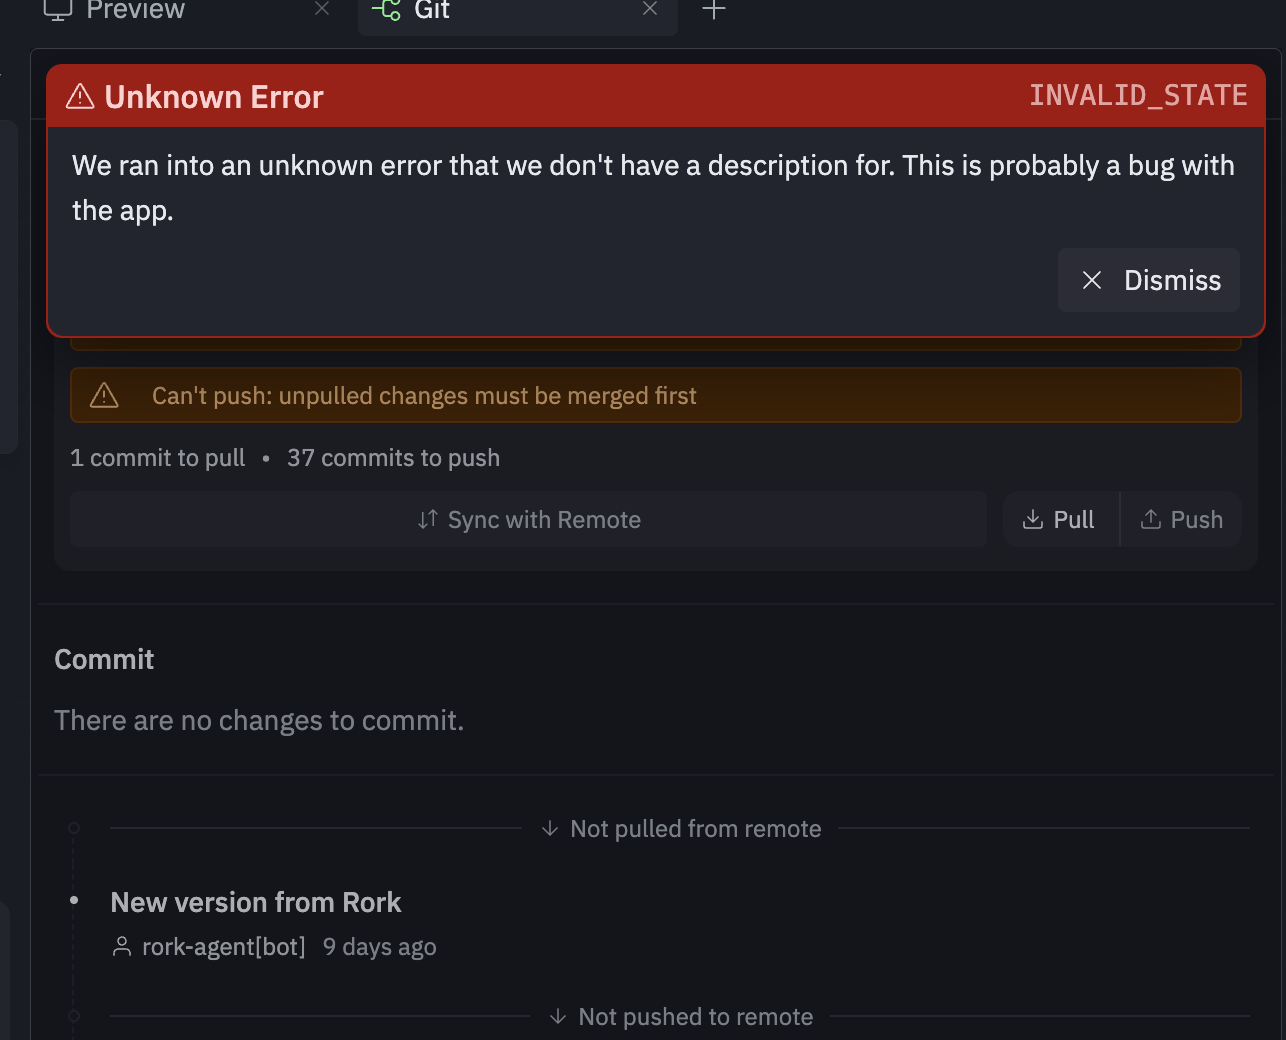 Preview
Git
Unknown Error
INVALID_STATE
We ran into an unknown error that we don't have a description for. This is probably a bug with
the app.
Dismiss
Can't push: unpulled changes must be merged first
1 commit to pull • 37 commits to push
Sync with Remote
Pull
Push
Commit
There are no changes to commit.
Not pulled from remote
New version from Rork
rork-agent[bot] 9 days ago
Not pushed to remote